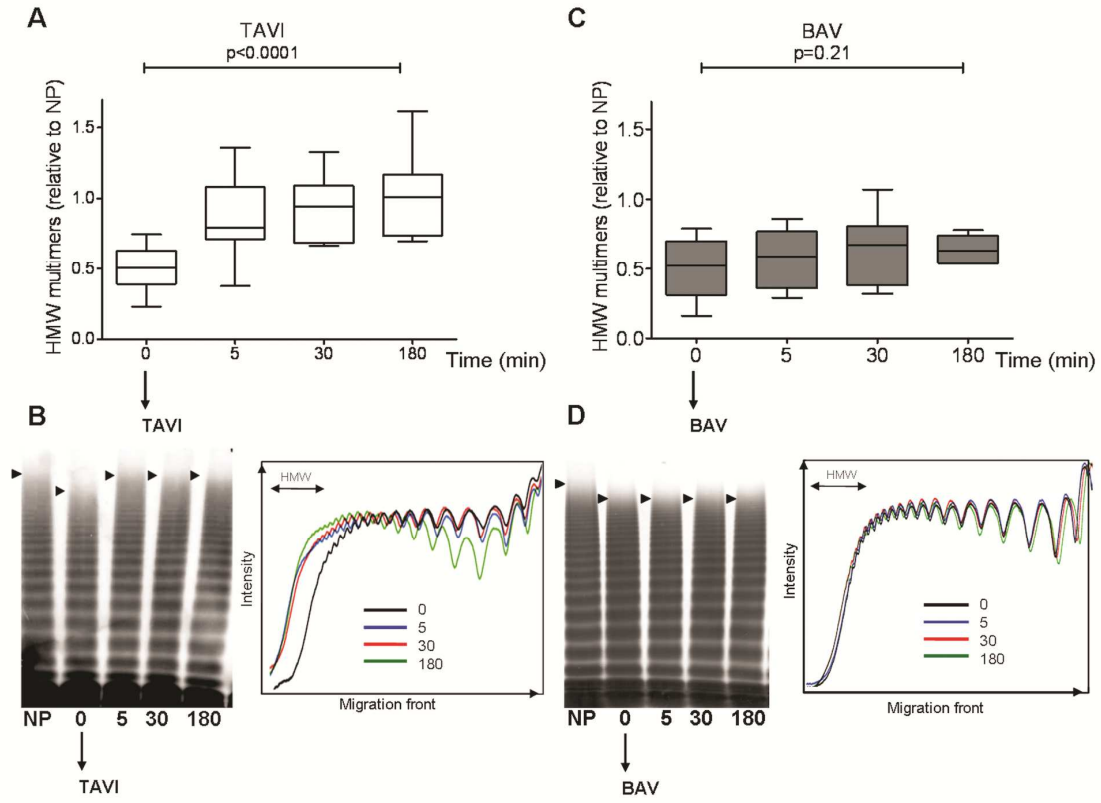 A
TAVI
p<0.0001
HMW multimers (relative to NP)
1.5
1.0
0.5
0.0
0 5 30 180 Time (min)
TAVI
C
BAV
p=0.21
HMW multimers (relative to NP)
1.5
1.0
0.5
0.0
0 5 30 180 Time (min)
BAV
B
HMW
Intensity
0
5
30
180
Migration front
NP 0 5 30 180
TAVI
D
HMW
Intensity
0
5
30
180
Migration front
NP 0 5 30 180
BAV